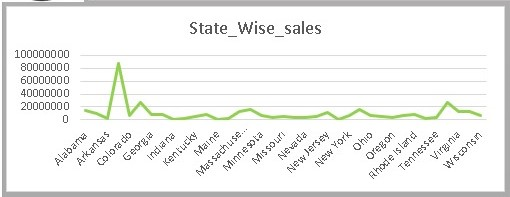 State_Wise_sales
100000000
80000000
60000000
40000000
20000000
0
Alabama
Arkansas
Colorado
Georgia
Indiana
Kentucky
Maine
Massachuse...
Minnesota
Missouri
Nevada
New Jersey
New York
Ohio
Oregon
Rhode Island
Tennessee
Virginia
Wisconsin